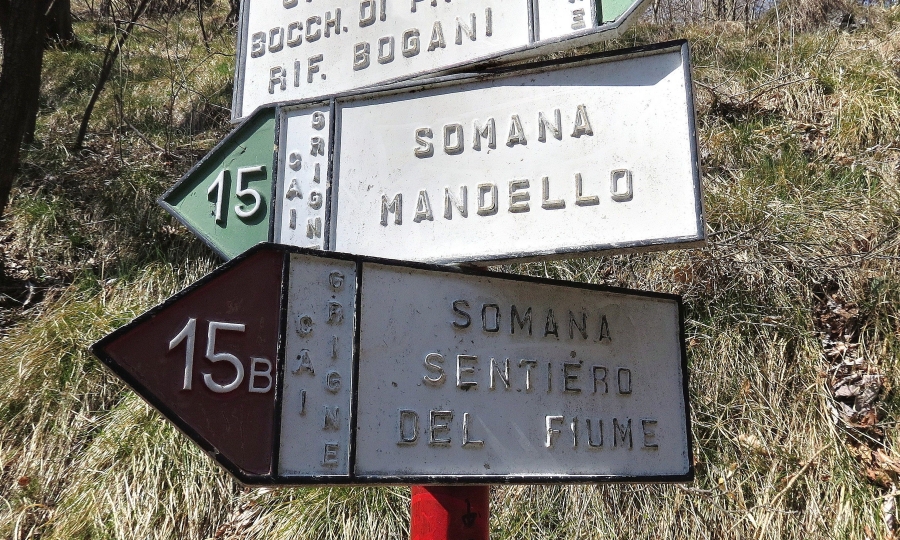 BOCCH. DI
RIF. BOGANI
15
CAI
GRIGNE
SOMANA
MANDELLO
15B
CAI
GRIGNE
SOMANA
SENTIERO
DEL FIUME